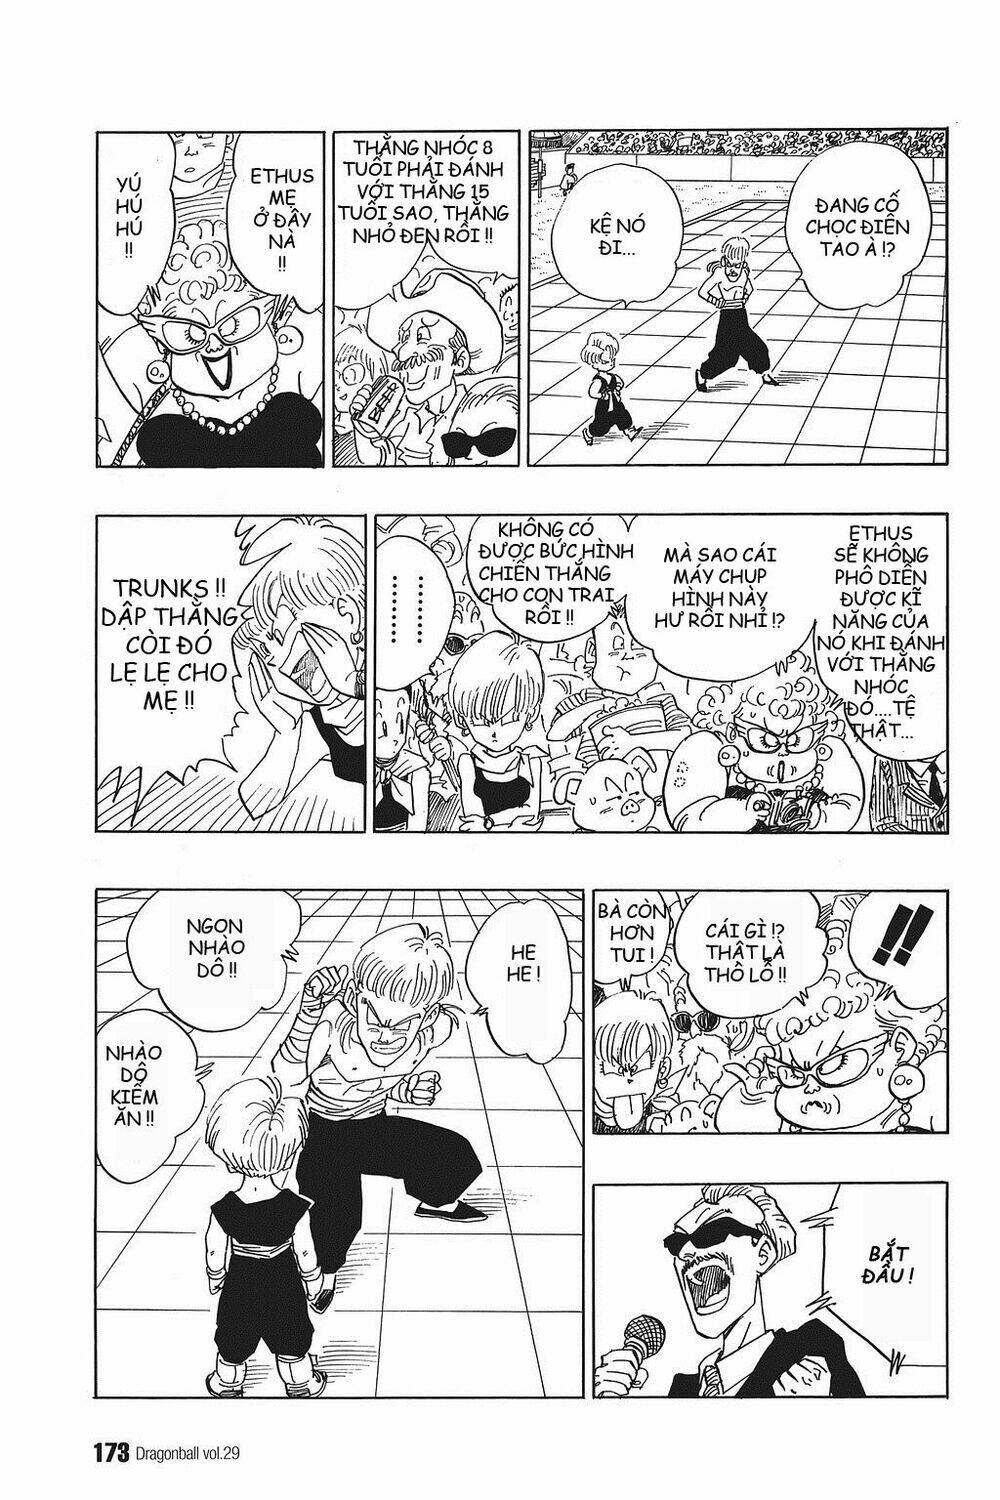 ĐANG CỐ
CHỌC ĐIÊN
TAO À !?
KỆ NÓ
ĐI...
THẰNG NHÓC 8
TUỔI PHẢI ĐÁNH
VỚI THẰNG 15
TUỔI SAO, THẰNG
NHỎ ĐEN RỒI !!
BEER
ETHUS
MẸ
Ở ĐÂY
NÀ
!!
YÚ
HÚ
HÚ
!!
ETHUS
SẼ KHÔNG
PHÔ DIỄN
ĐƯỢC KĨ
NĂNG CỦA
NÓ KHI ĐÁNH
VỚI THẰNG
NHÓC
ĐÓ....TỆ
THẬT...
MÀ SAO CÁI
MÁY CHỤP
HÌNH NÀY
HƯ RỒI NHỈ !?
KHÔNG CÓ
ĐƯỢC BỨC HÌNH
CHIẾN THẮNG
CHO CON TRAI
RỒI !!
......
......
TRUNKS !!
DẬP THẰNG
CÒI ĐÓ
LẸ LẸ CHO
MẸ !!
!!
CÁI GÌ !?
THẬT LÀ
THÔ LỖ !!
BÀ CÒN
HƠN
TUI !
BẮT
ĐẦU !
HE
HE !
NGON
NHÀO
DÔ !!
NHÀO
DÔ
KIẾM
ĂN !!
173 Dragonball vol.29